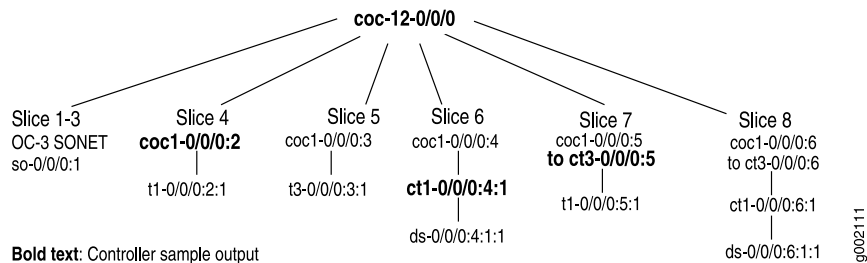 coc-12-0/0/0
Slice 1-3
OC-3 SONET
so-0/0/0:1
Slice 4
coc1-0/0/0:2
t1-0/0/0:2:1
Slice 5
coc1-0/0/0:3
t3-0/0/0:3:1
Slice 6
coc1-0/0/0:4
ct1-0/0/0:4:1
ds-0/0/0:4:1:1
Slice 7
coc1-0/0/0:5
to ct3-0/0/0:5
t1-0/0/0:5:1
Slice 8
coc1-0/0/0:6
to ct3-0/0/0:6
ct1-0/0/0:6:1
ds-0/0/0:6:1:1
Bold text: Controller sample output
g002111